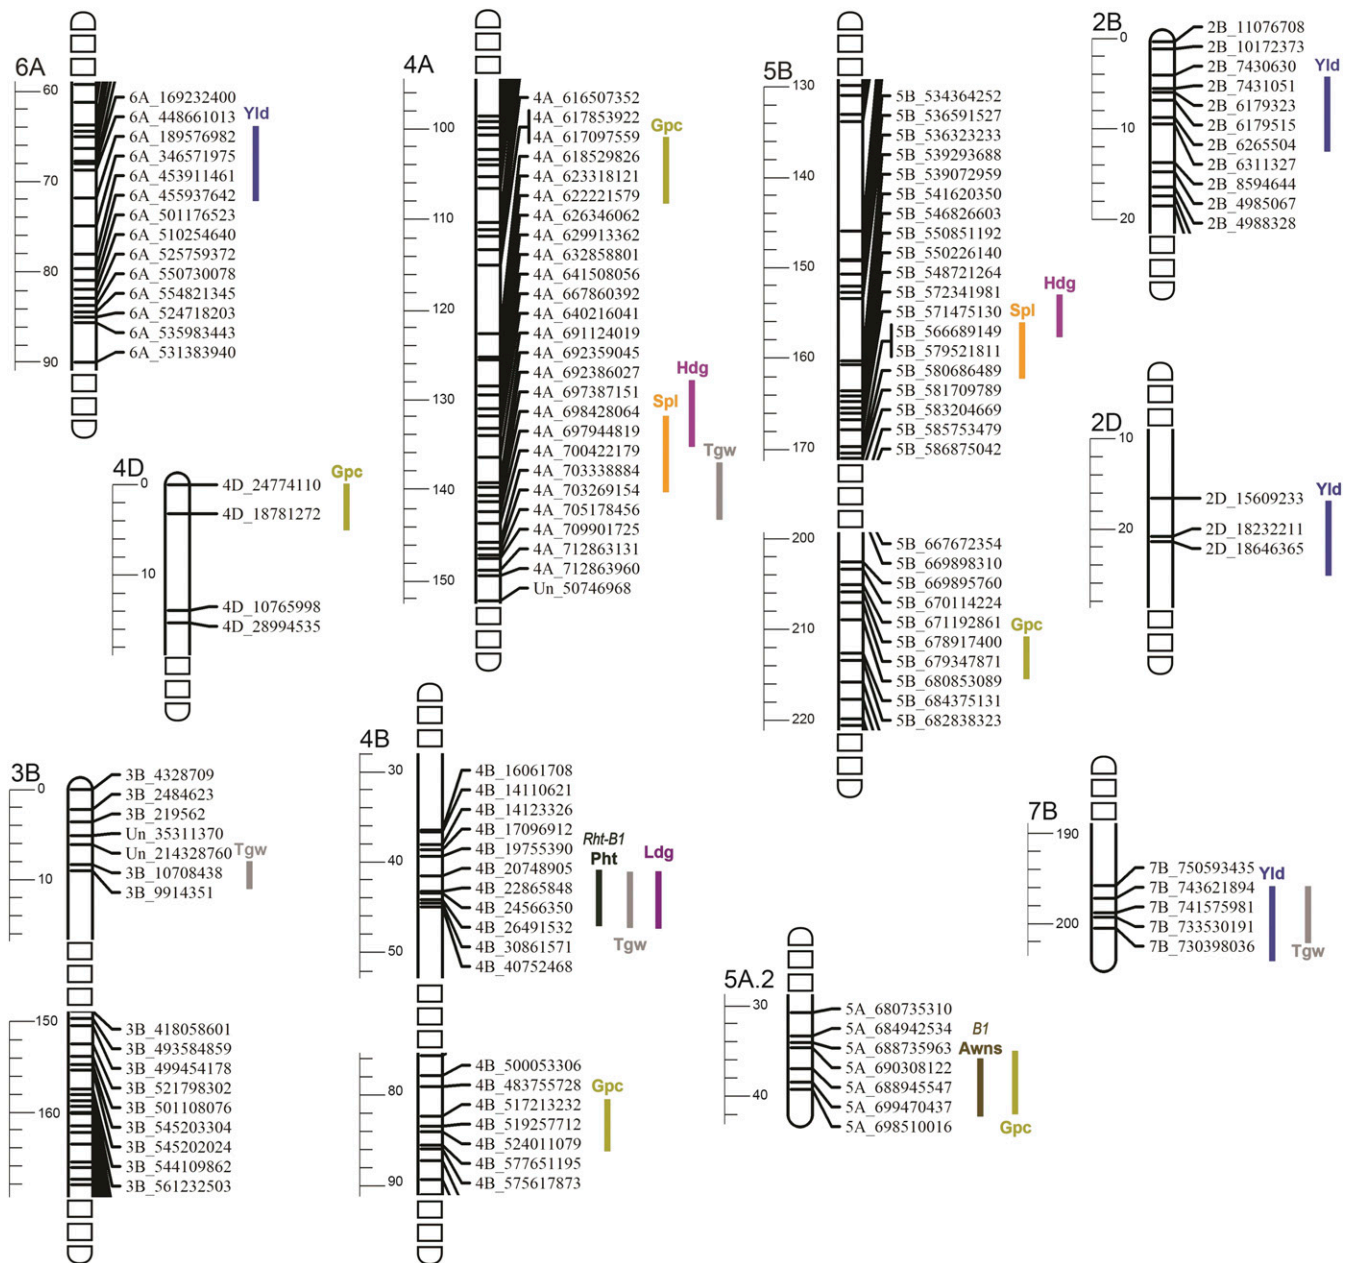 6A
60
70
80
90
6A_169232400
6A_448661013
6A_189576982
6A_346571975
6A_453911461
6A_455937642
6A_501176523
6A_510254640
6A_525759372
6A_550730078
6A_554821345
6A_524718203
6A_535983443
6A_531383940
Yld
4A
100
110
120
130
140
150
4A_616507352
4A_617853922
4A_617097559
4A_618529826
4A_623318121
4A_622221579
4A_626346062
4A_629913362
4A_632858801
4A_641508056
4A_667860392
4A_640216041
4A_691124019
4A_692359045
4A_692386027
4A_697387151
4A_698428064
4A_697944819
4A_700422179
4A_703338884
4A_703269154
4A_705178456
4A_709901725
4A_712863131
4A_712863960
Un_50746968
Gpc
Hdg
Spl
Tgw
5B
130
140
150
160
170
5B_534364252
5B_536591527
5B_536323233
5B_539293688
5B_539072959
5B_541620350
5B_546826603
5B_550851192
5B_550226140
5B_548721264
5B_572341981
5B_571475130
5B_566689149
5B_579521811
5B_580686489
5B_581709789
5B_583204669
5B_585753479
5B_586875042
Hdg
Spl
200
210
220
5B_667672354
5B_669898310
5B_669895760
5B_670114224
5B_671192861
5B_678917400
5B_679347871
5B_680853089
5B_684375131
5B_682838323
Gpc
2B
0
10
20
2B_11076708
2B_10172373
2B_7430630
2B_7431051
2B_6179323
2B_6179515
2B_6265504
2B_6311327
2B_8594644
2B_4985067
2B_4988328
Yld
2D
10
20
2D_15609233
2D_18232211
2D_18646365
Yld
4D
0
10
4D_24774110
4D_18781272
4D_10765998
4D_28994535
Gpc
3B
0
10
3B_4328709
3B_2484623
3B_219562
Un_35311370
Un_214328760
3B_10708438
3B_9914351
Tgw
150
160
3B_418058601
3B_493584859
3B_499454178
3B_521798302
3B_501108076
3B_545203304
3B_545202024
3B_544109862
3B_561232503
4B
30
40
50
4B_16061708
4B_14110621
4B_14123326
4B_17096912
4B_19755390
4B_20748905
4B_22865848
4B_24566350
4B_26491532
4B_30861571
4B_40752468
Rht-B1
Pht
Ldg
Tgw
80
90
4B_500053306
4B_483755728
4B_517213232
4B_519257712
4B_524011079
4B_577651195
4B_575617873
Gpc
5A.2
30
40
5A_680735310
5A_684942534
5A_688735963
5A_690308122
5A_688945547
5A_699470437
5A_698510016
B1
Awns
Gpc
7B
190
200
7B_750593435
7B_743621894
7B_741575981
7B_733530191
7B_730398036
Yld
Tgw